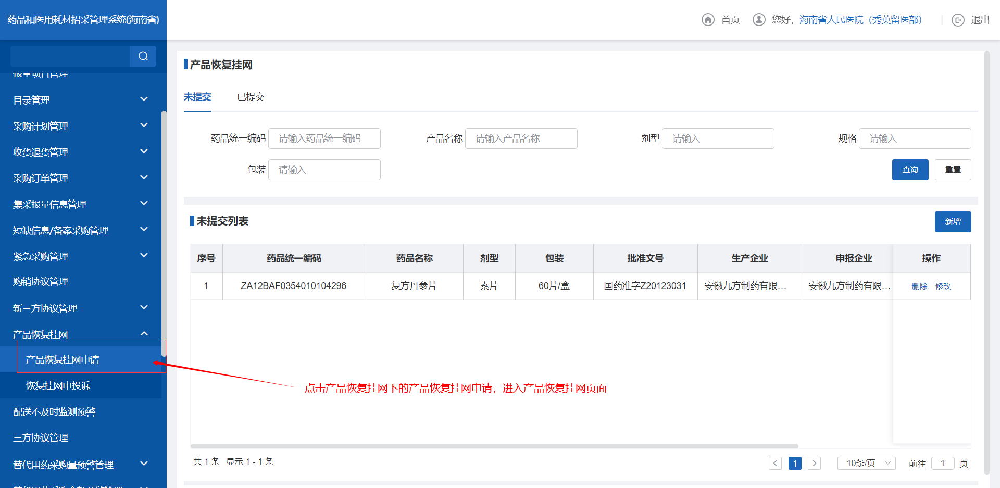 药品和医用耗材招采管理系统(海南省)
首页
您好，海南省人民医院（秀英留医部）
退出
报量项目管理
目录管理
采购计划管理
收货退货管理
采购订单管理
集采报量信息管理
短缺信息/备案采购管理
紧急采购管理
购销协议管理
新三方协议管理
产品恢复挂网
产品恢复挂网申请
恢复挂网申投诉
配送不及时监测预警
三方协议管理
替代用药采购量预警管理
产品恢复挂网
未提交 已提交
药品统一编码 请输入药品统一编码 产品名称 请输入产品名称 剂型 请输入 规格 请输入
包装 请输入 查询 重置
未提交列表 新增
序号 药品统一编码 药品名称 剂型 包装 批准文号 生产企业 申报企业 操作
1 ZA12BAF0354010104296 复方丹参片 素片 60片/盒 国药准字Z20123031 安徽九方制药有限... 安徽九方制药有限... 删除 修改
点击产品恢复挂网下的产品恢复挂网申请，进入产品恢复挂网页面
共 1 条 显示 1 - 1 条 1 10条/页 前往 1 页